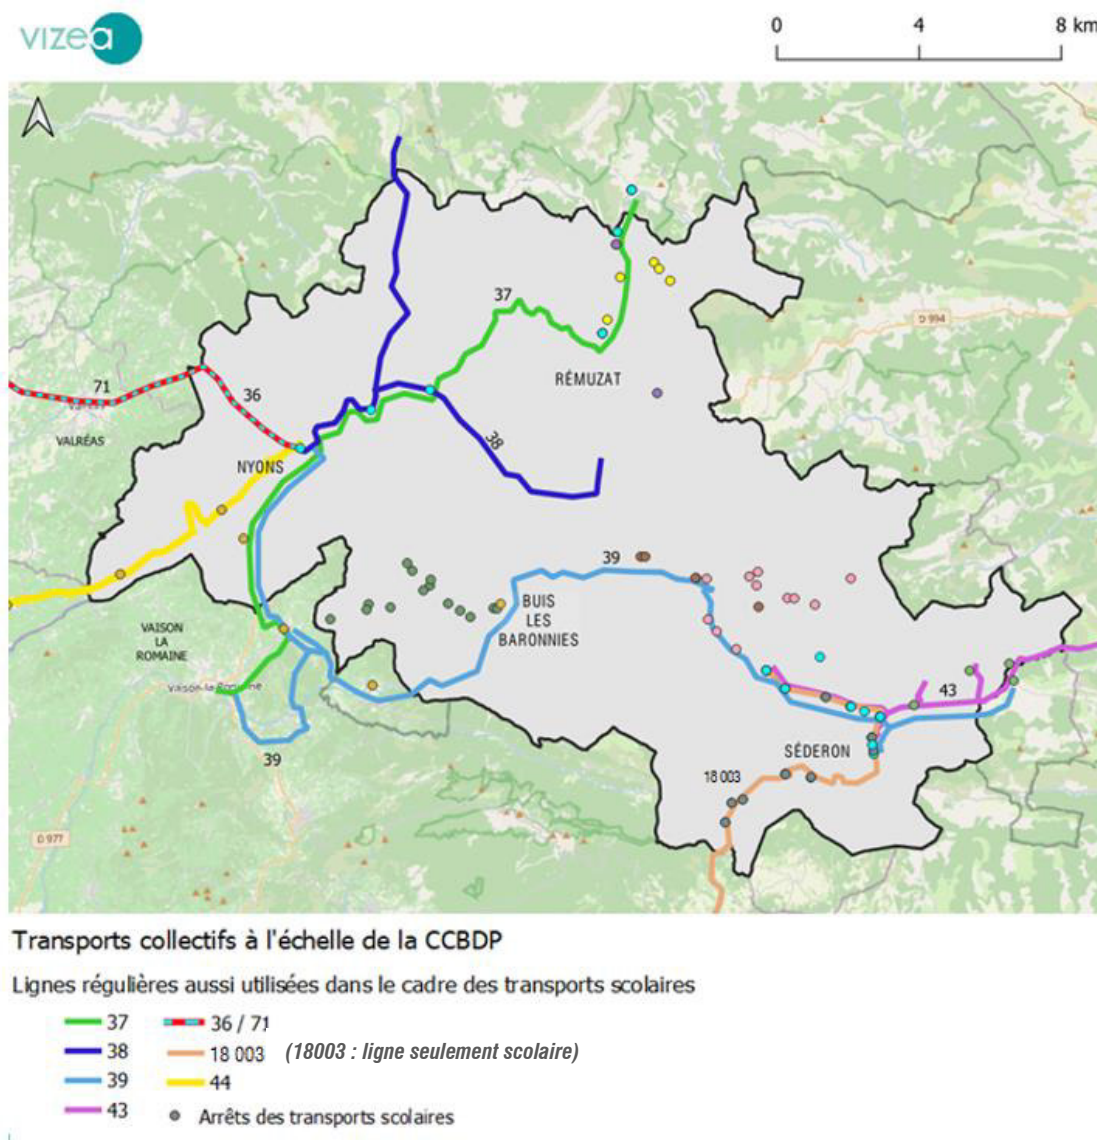 vizea
0 4 8 km
37
D 994
RÉMUZAT
71
36
VALRÉAS
38
NYONS
39
BUIS
LES
BARONNIES
VAISON
LA
ROMAINE
Vaison-la-Romaine
43
39
SÉDERON
18 003
D 977
Transports collectifs à l'échelle de la CCBDP
Lignes régulières aussi utilisées dans le cadre des transports scolaires
37 36 / 71
38 18 003 (18003 : ligne seulement scolaire)
39 44
43 Arrêts des transports scolaires